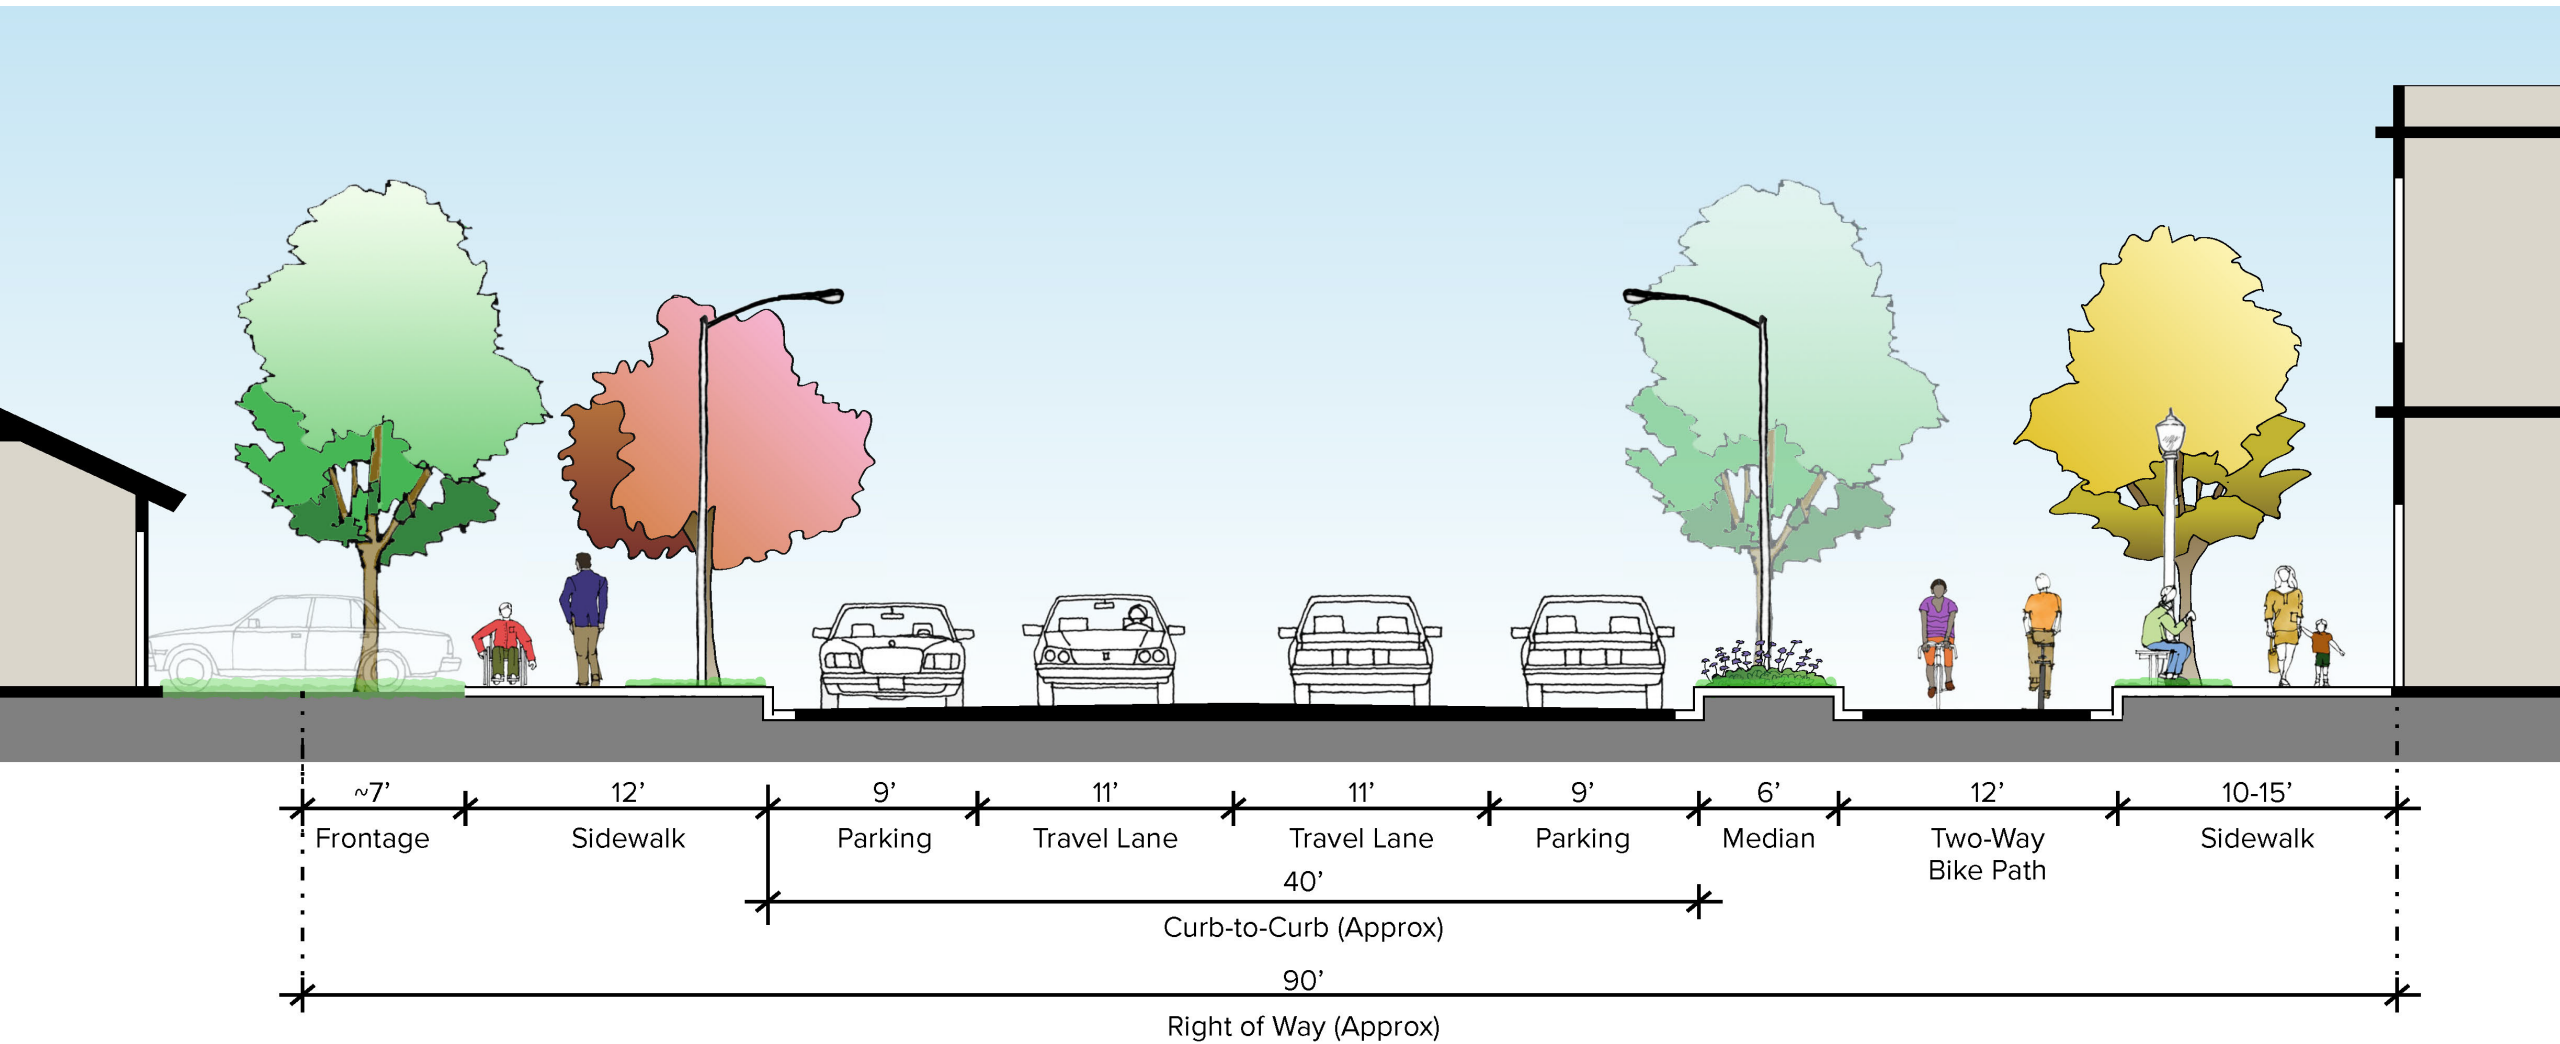 ~7’ 12’ 9’ 11’ 11’ 9’ 6’ 12’ 10-15’
Frontage Sidewalk Parking Travel Lane Travel Lane Parking Median Two-Way Sidewalk
Bike Path
40’
Curb-to-Curb (Approx)
90’
Right of Way (Approx)